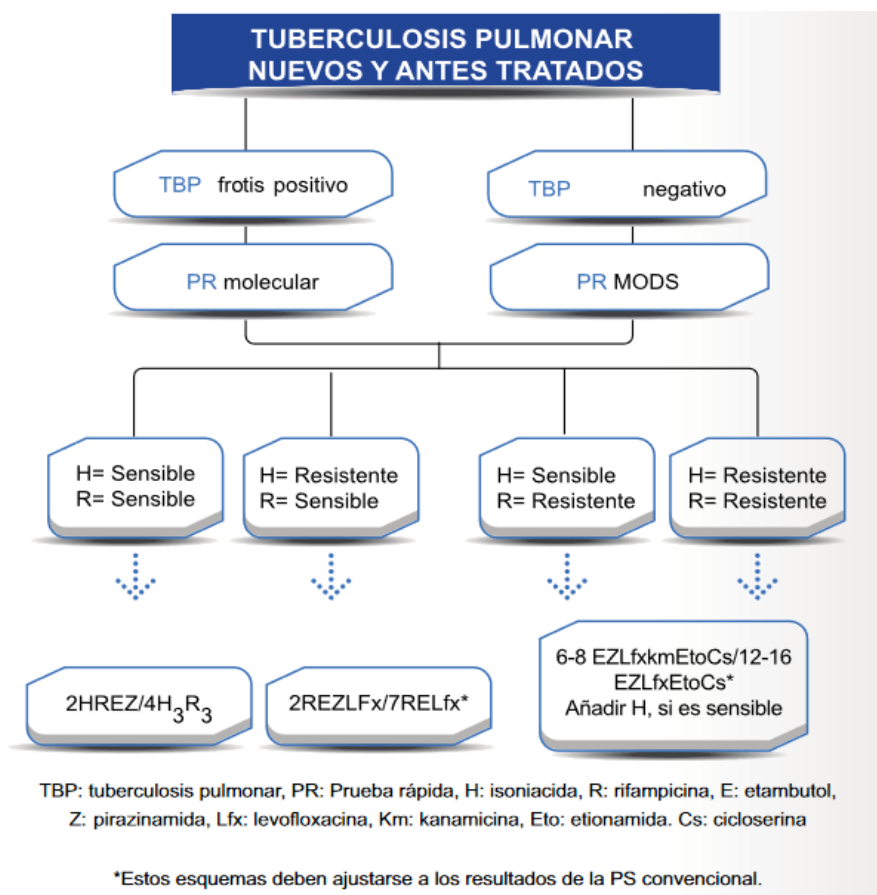 TUBERCULOSIS PULMONAR
NUEVOS Y ANTES TRATADOS
TBP frotis positivo
TBP negativo
PR molecular
PR MODS
H= Sensible
R= Sensible
H= Resistente
R= Sensible
H= Sensible
R= Resistente
H= Resistente
R= Resistente
2HREZ/4H₃R₃
2REZLFx/7RELfx*
6-8 EZLfxkmEtoCs/12-16
EZLfxEtoCs*
Añadir H, si es sensible
TBP: tuberculosis pulmonar, PR: Prueba rápida, H: isoniacida, R: rifampicina, E: etambutol,
Z: pirazinamida, Lfx: levofloxacina, Km: kanamicina, Eto: etionamida. Cs: cicloserina
*Estos esquemas deben ajustarse a los resultados de la PS convencional.